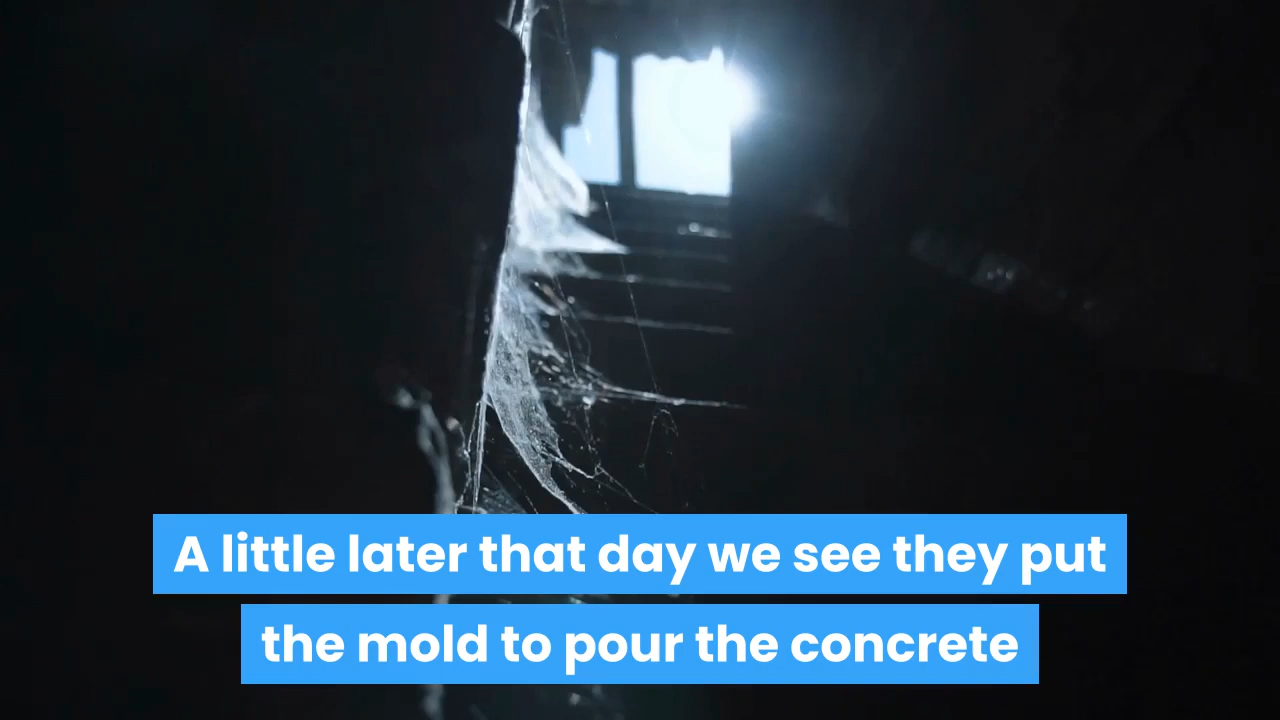 A little later that day we see they put
the mold to pour the concrete